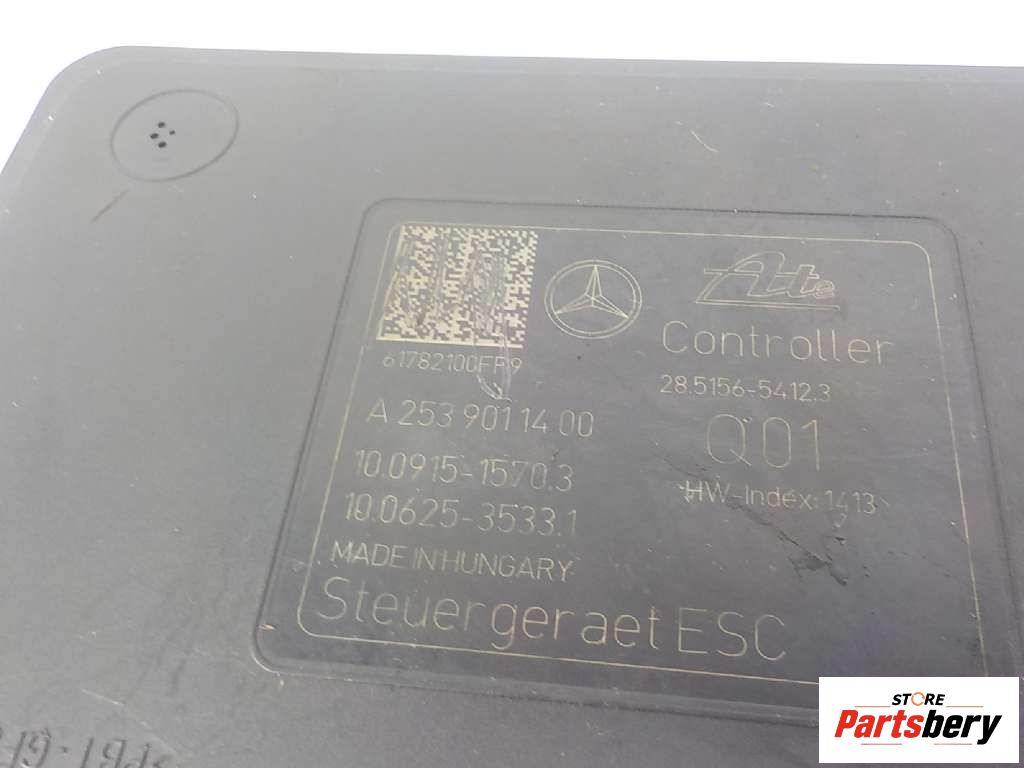 Ate
Controller
61782100FF09
28.5156-5412.3
A 253 901 14 00
Q01
10.0915-1570.3
HW-Index: 1413
10.0625-3533.1
MADE IN HUNGARY
Steuergeraet ESC
STORE
Partsbery